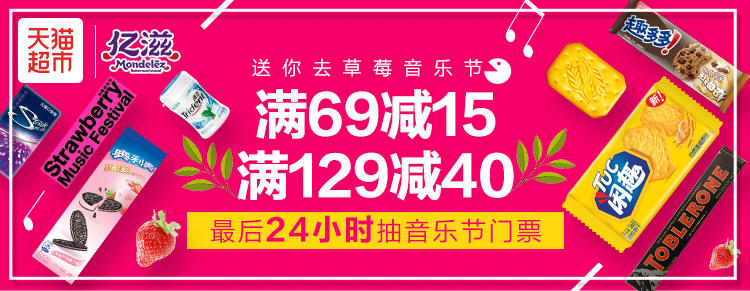 天猫
超市
亿滋
Mondelēz
International
送你去草莓音乐节
满69减15
满129减40
最后24小时抽音乐节门票
Strawberry
Music Festival
Trident
趣多多!
新!
TUC
闲趣
TOBLERONE